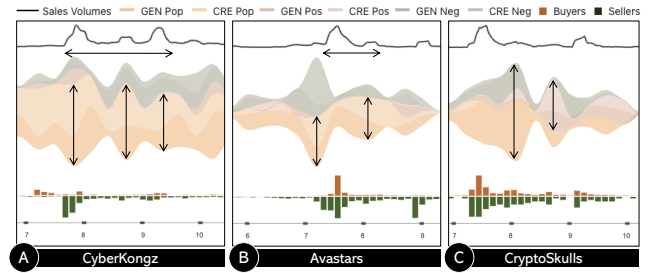 Sales Volumes GEN Pop CRE Pop GEN Pos CRE Pos GEN Neg CRE Neg Buyers Sellers
7 8 9 10
6 7 8 9
7 8 9 10
A CyberKongz
B Avastars
C CryptoSkulls